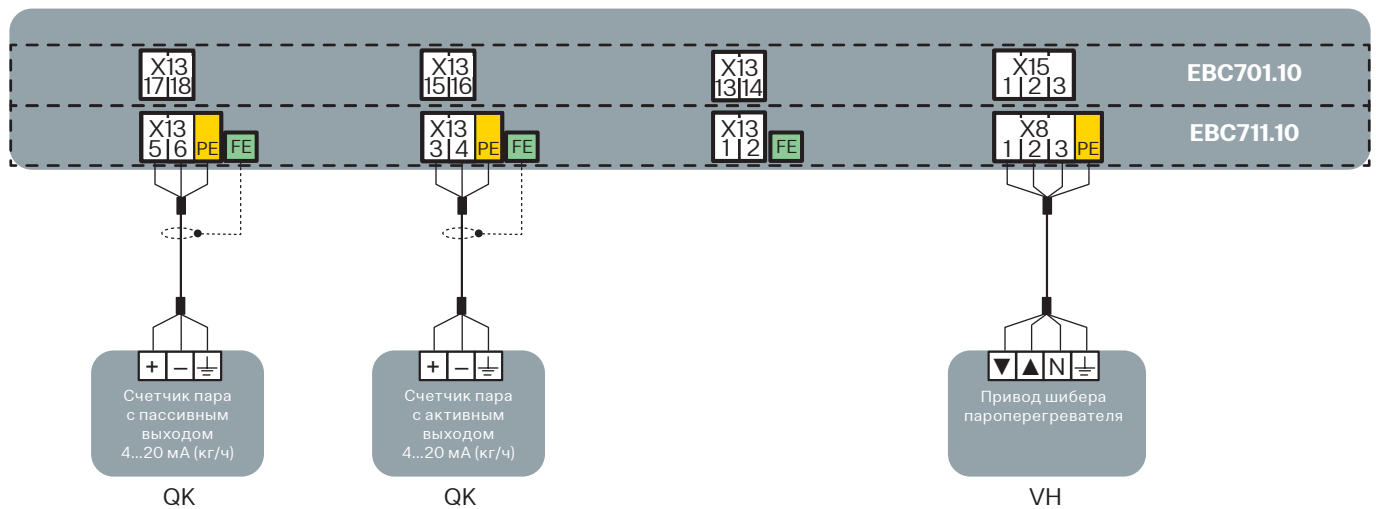 X13
17|18
X13
15|16
X13
13|14
X15
1|2|3
EBC701.10
X13
5|6 PE FE
X13
3|4 PE FE
X13
1|2 FE
X8
1|2|3 PE
EBC711.10
+ – ⏚
+ – ⏚
▼ ▲ N ⏚
Счетчик пара
с пассивным
выходом
4...20 мА (кг/ч)
Счетчик пара
с активным
выходом
4...20 мА (кг/ч)
Привод шибера
пароперегревателя
QK
QK
VH